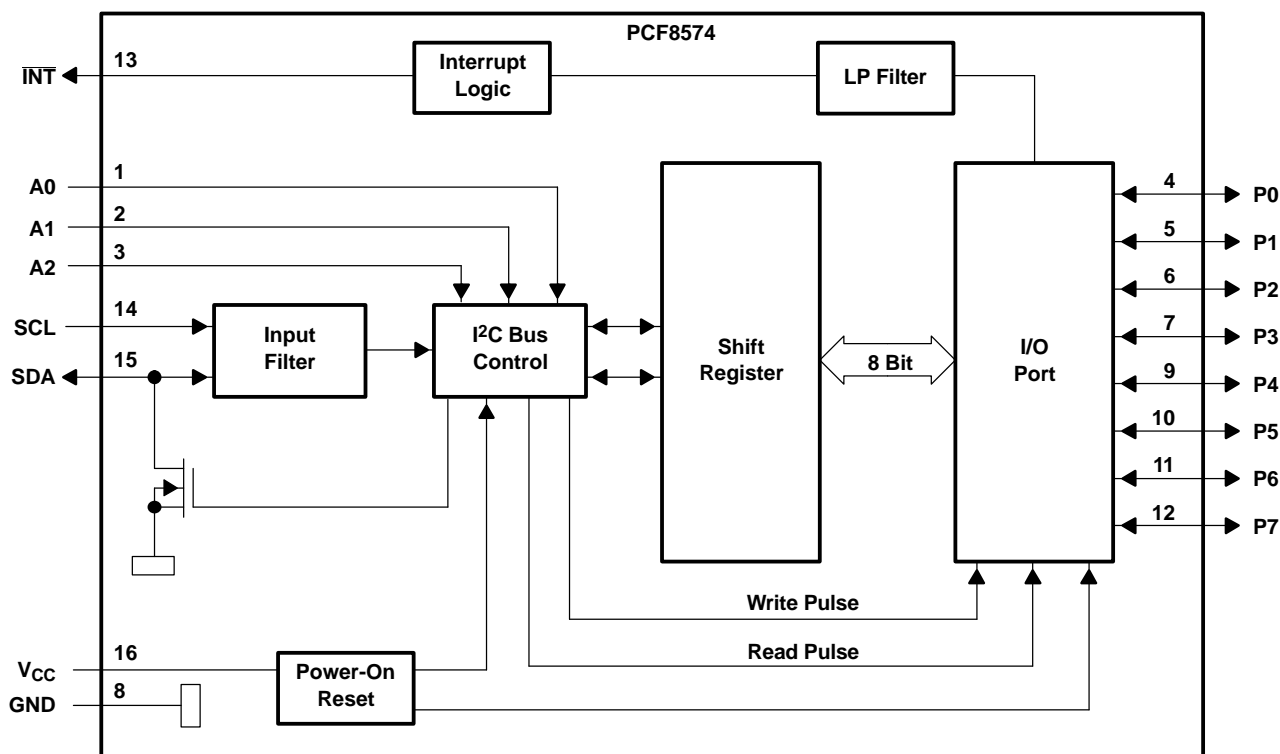 PCF8574
INT
13
Interrupt
Logic
LP Filter
A0
1
A1
2
A2
3
SCL
14
SDA
15
Input
Filter
I²C Bus
Control
Shift
Register
8 Bit
I/O
Port
4
P0
5
P1
6
P2
7
P3
9
P4
10
P5
11
P6
12
P7
Write Pulse
Read Pulse
VCC
16
GND
8
Power-On
Reset